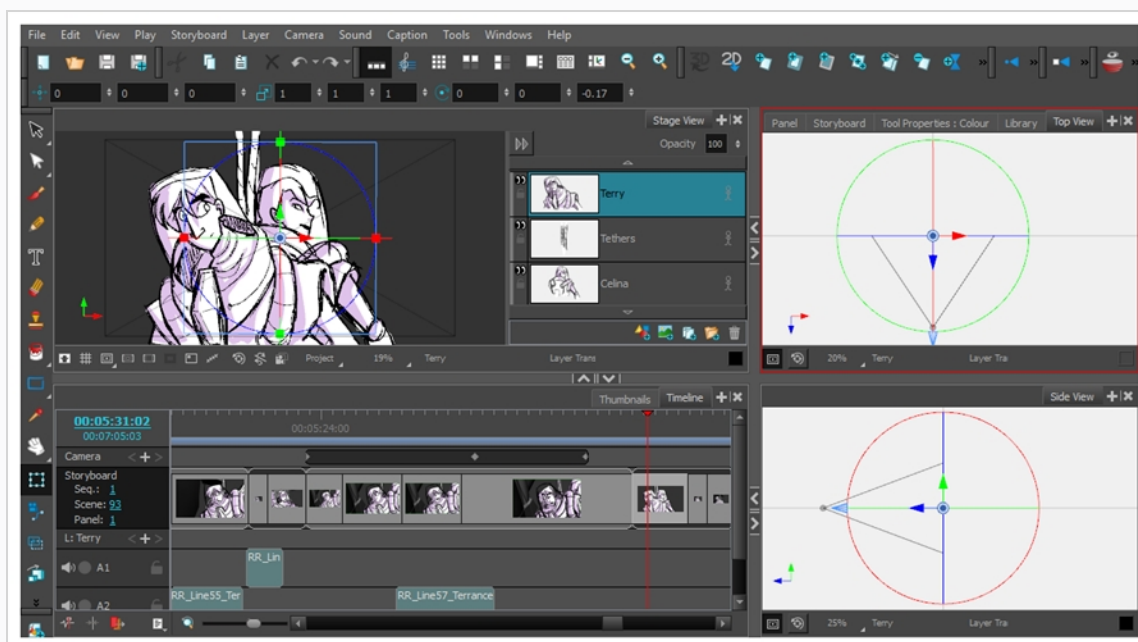 File Edit View Play Storyboard Layer Camera Sound Caption Tools Windows Help
3D 2D
0 0 0 1 1 1 0 0 -0.17
Stage View
Opacity 100
Terry
Tethers
Celina
Project 19% Terry Layer Trans
Panel Storyboard Tool Properties : Colour Library Top View
20% Terry Layer Tra
Thumbnails Timeline
00:05:31:02
00:07:05:03
00:05:24:00
Camera
Storyboard
Seq.: 1
Scene: 93
Panel: 1
L: Terry
A1
RR_Lin
A2
RR_Line55_Ter RR_Line57_Terrance
Side View
25% Terry Layer Tra